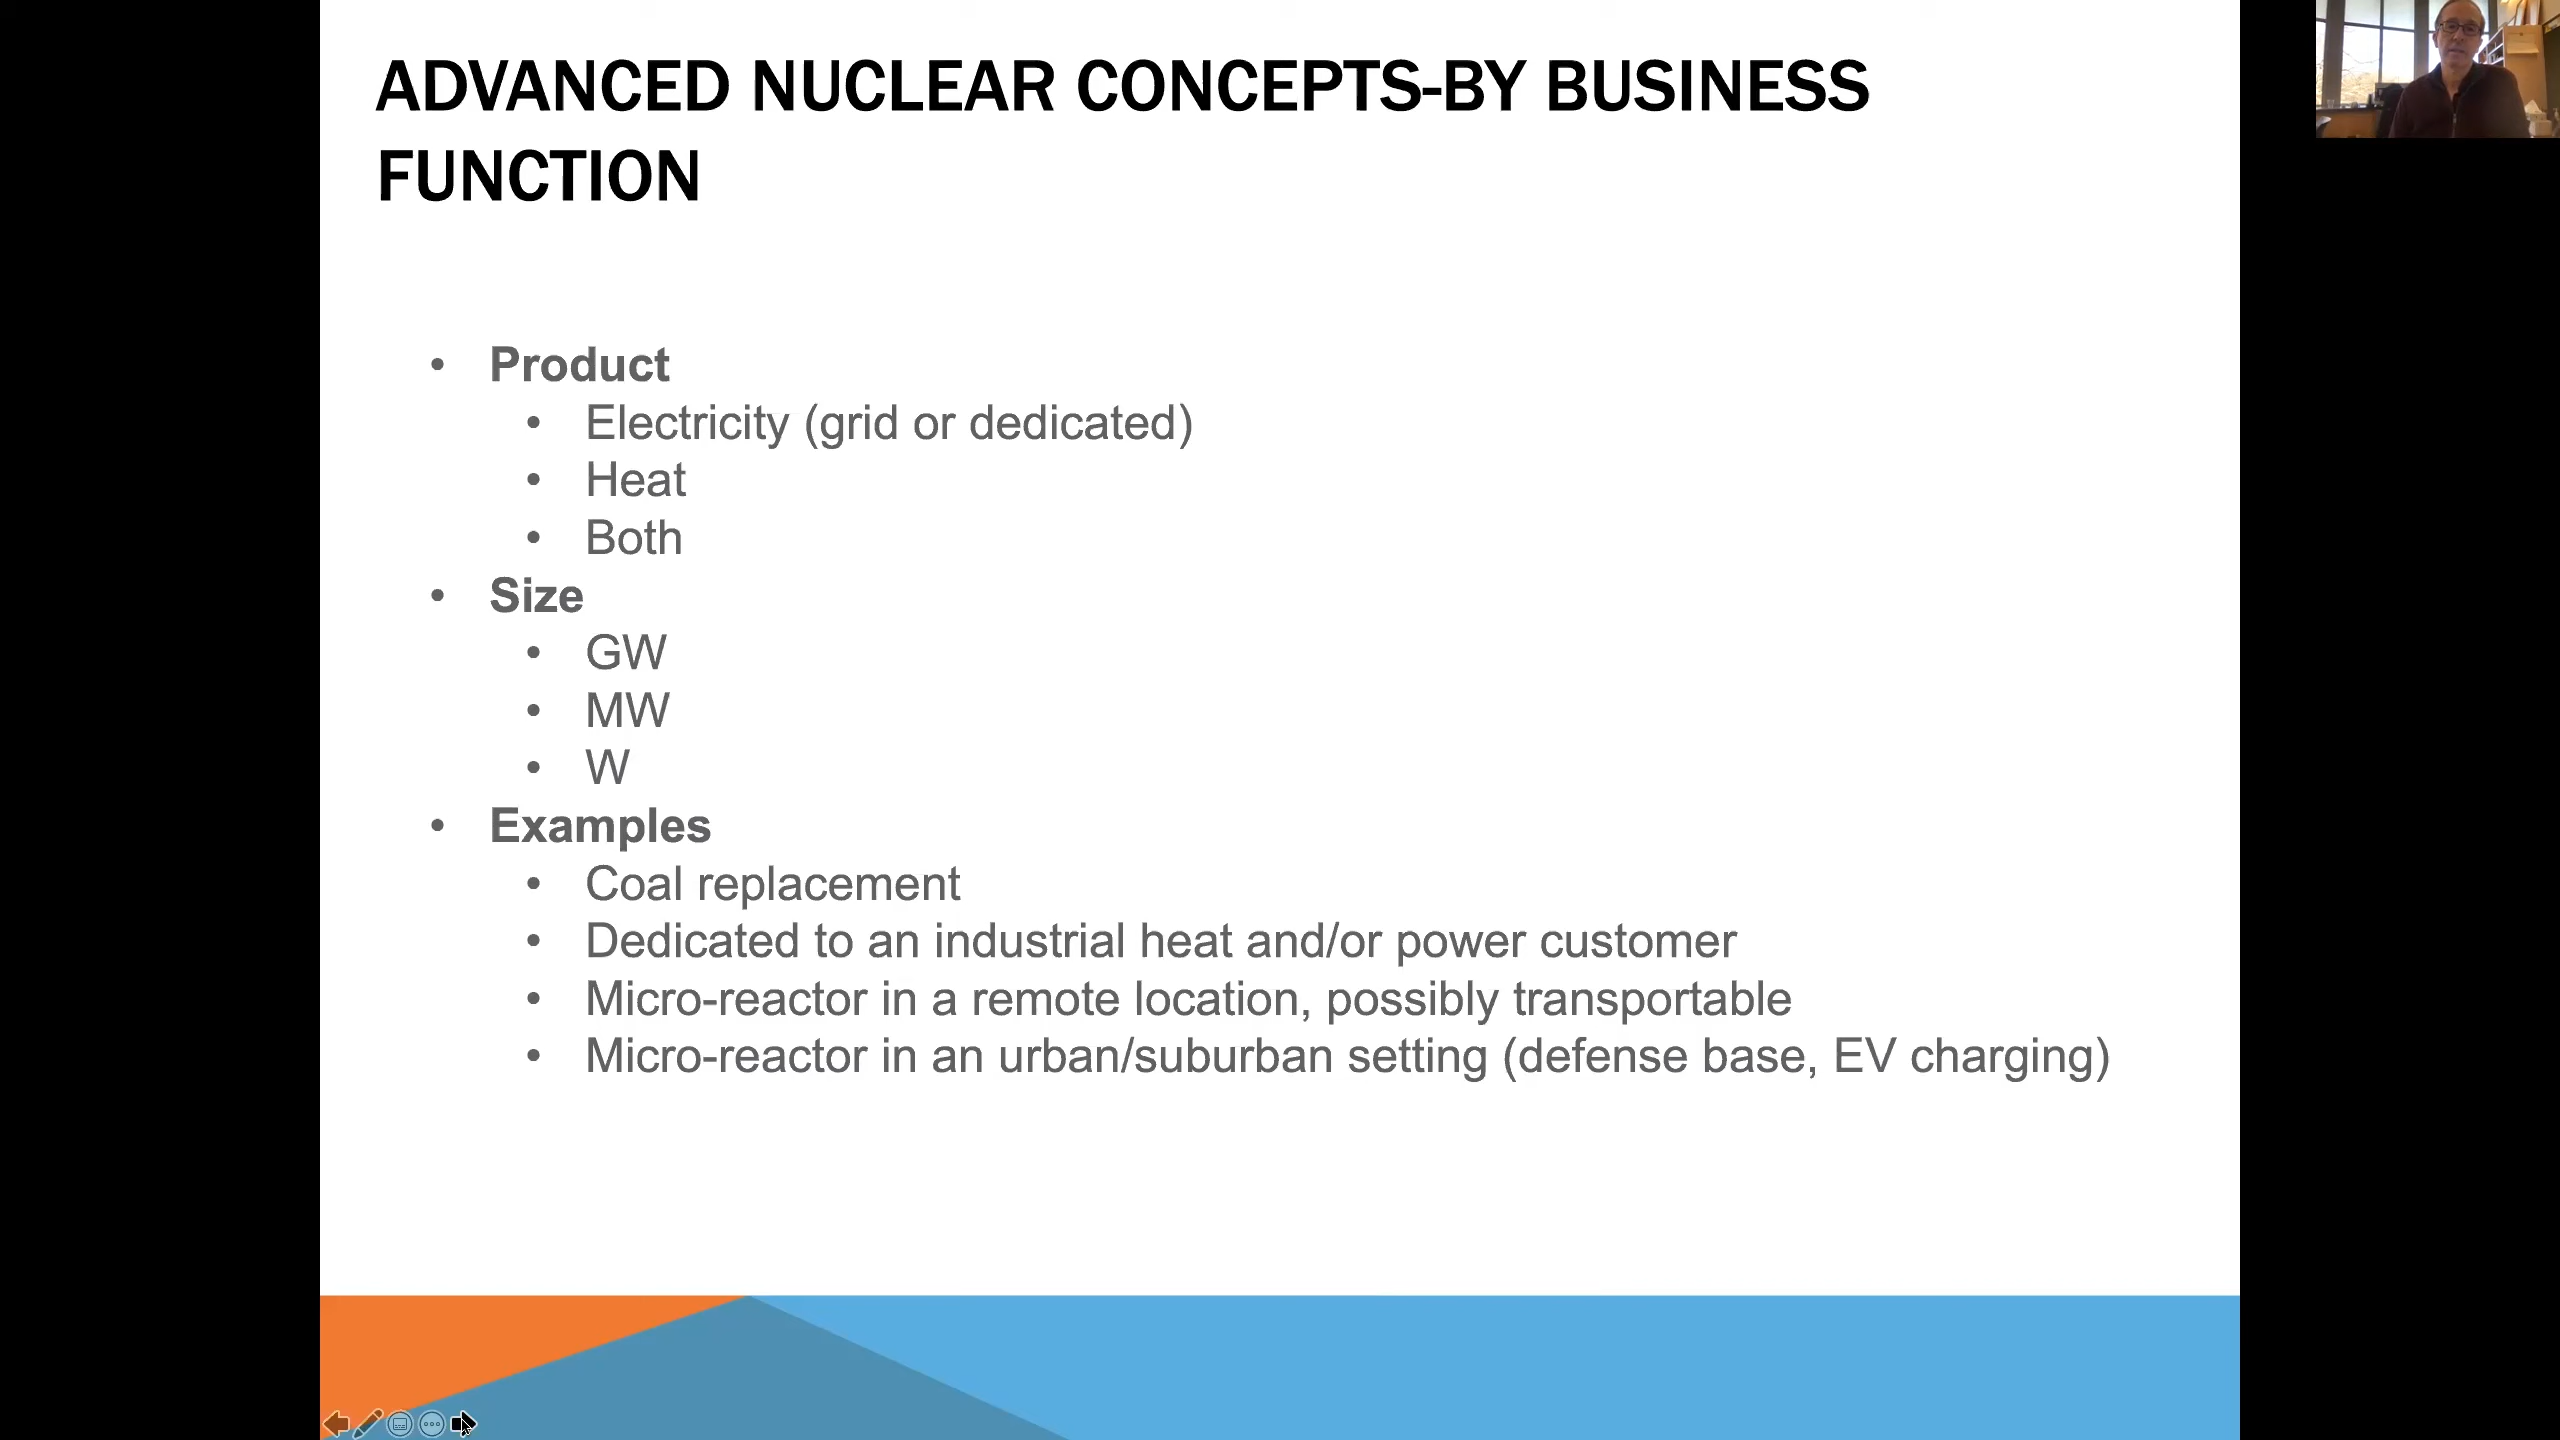 ADVANCED NUCLEAR CONCEPTS-BY BUSINESS
FUNCTION
• Product
• Electricity (grid or dedicated)
• Heat
• Both
• Size
• GW
• MW
• W
• Examples
• Coal replacement
• Dedicated to an industrial heat and/or power customer
• Micro-reactor in a remote location, possibly transportable
• Micro-reactor in an urban/suburban setting (defense base, EV charging)